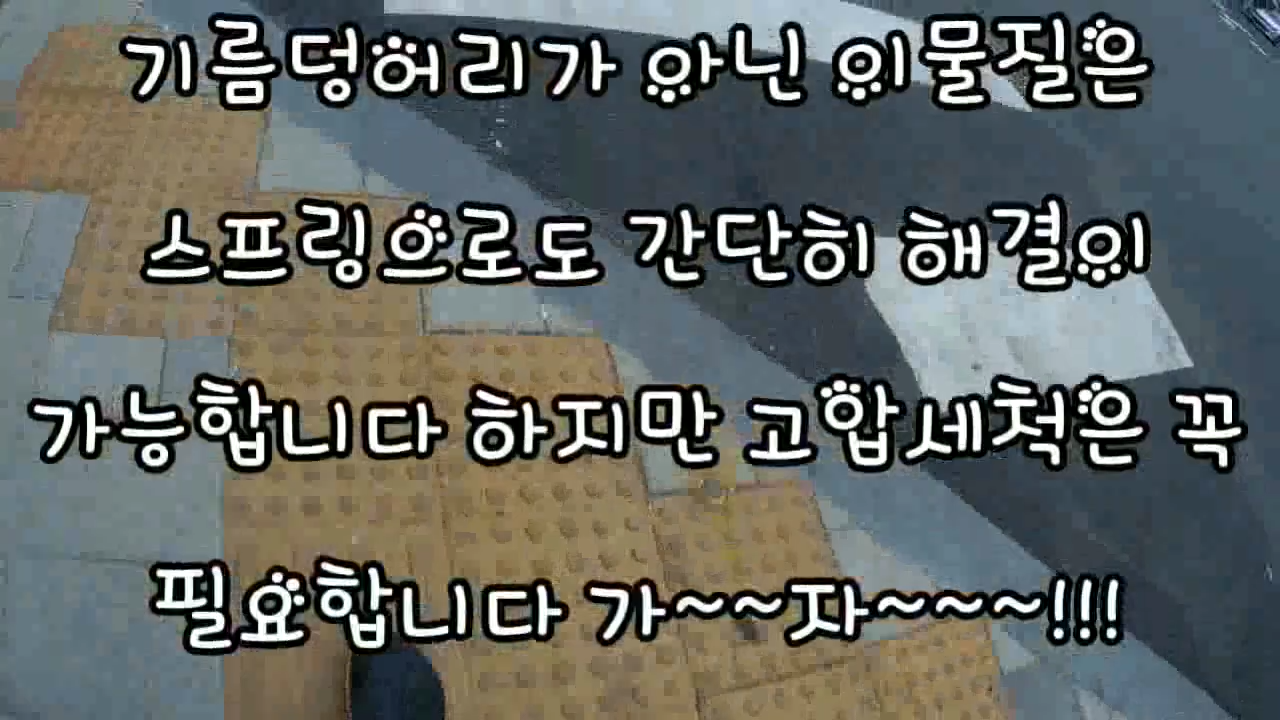 기름덩허리가 아닌 이물질은
스프링으로도 간단히 해결이
가능합니다 하지만 고합세척은 꼭
필요합니다 가~~자~~~!!!